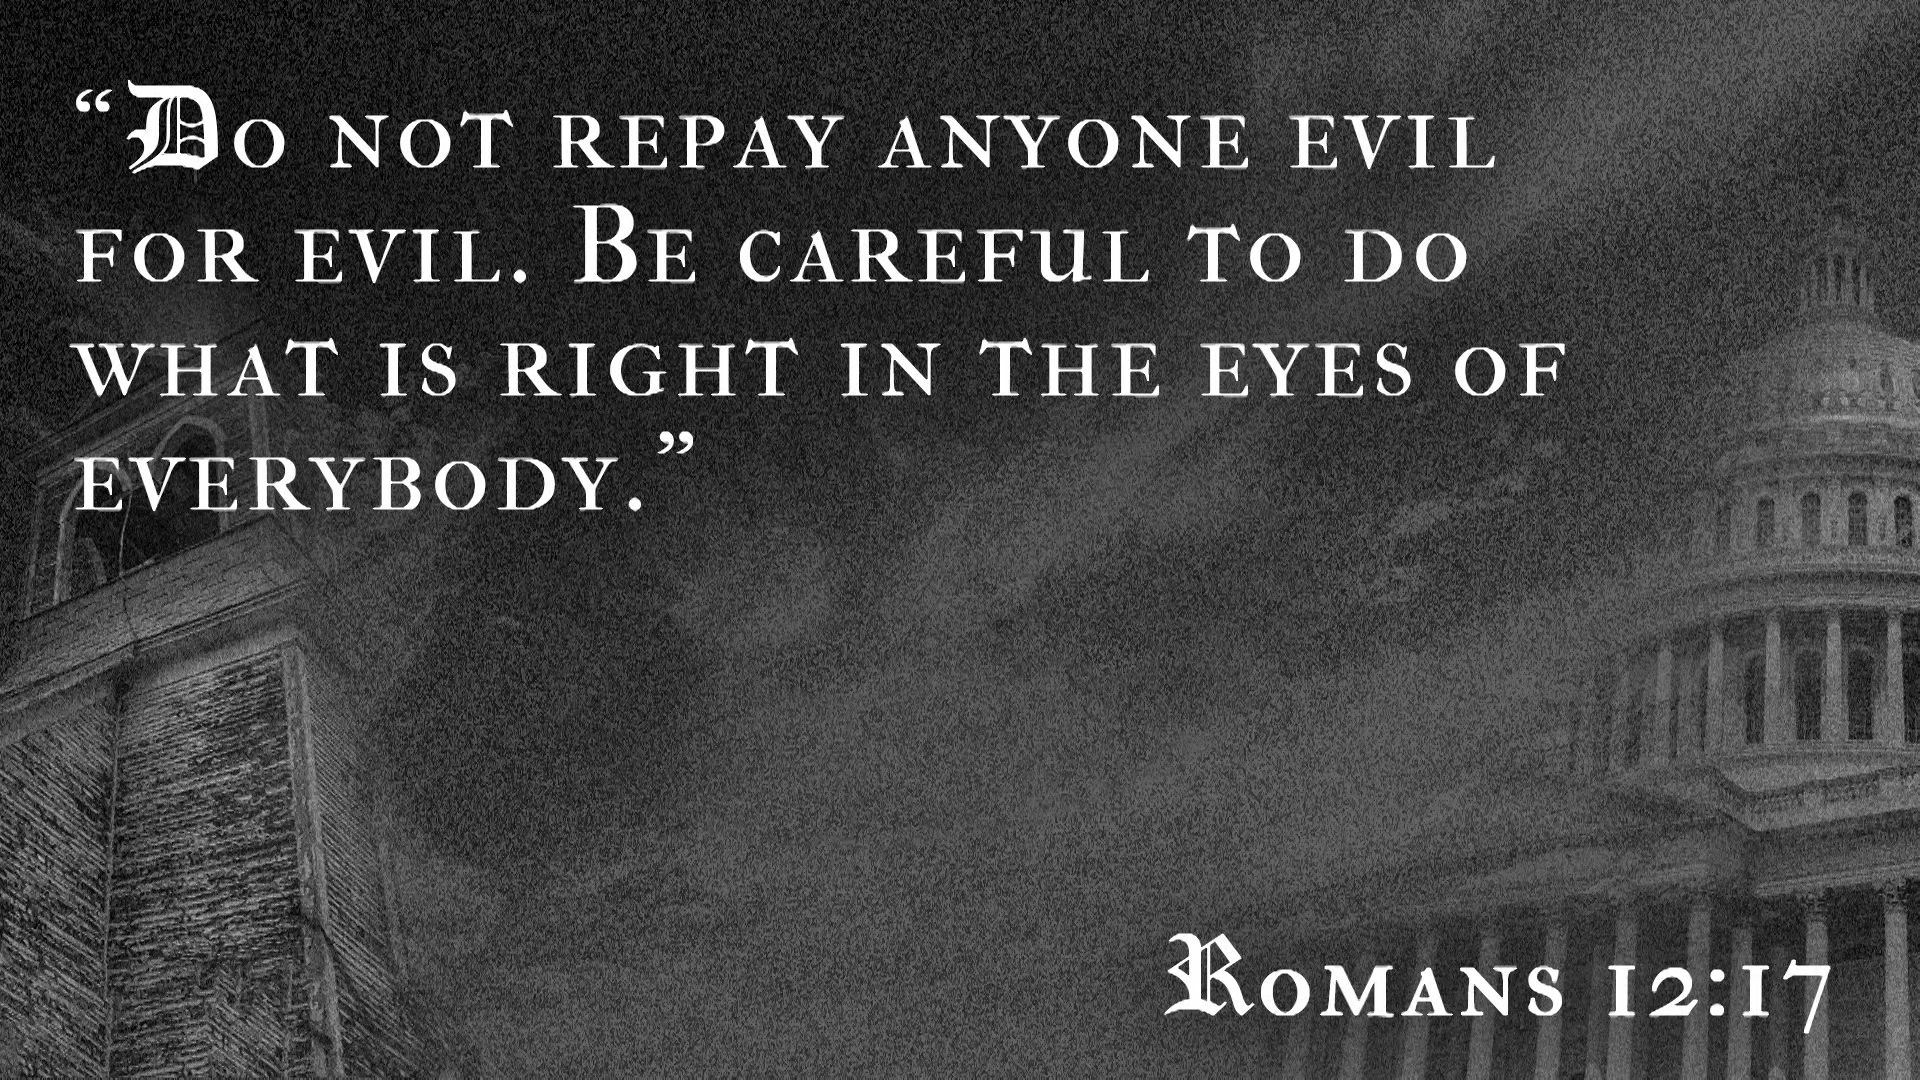 “Do not repay anyone evil
for evil. Be careful to do
what is right in the eyes of
everybody.”
Romans 12:17